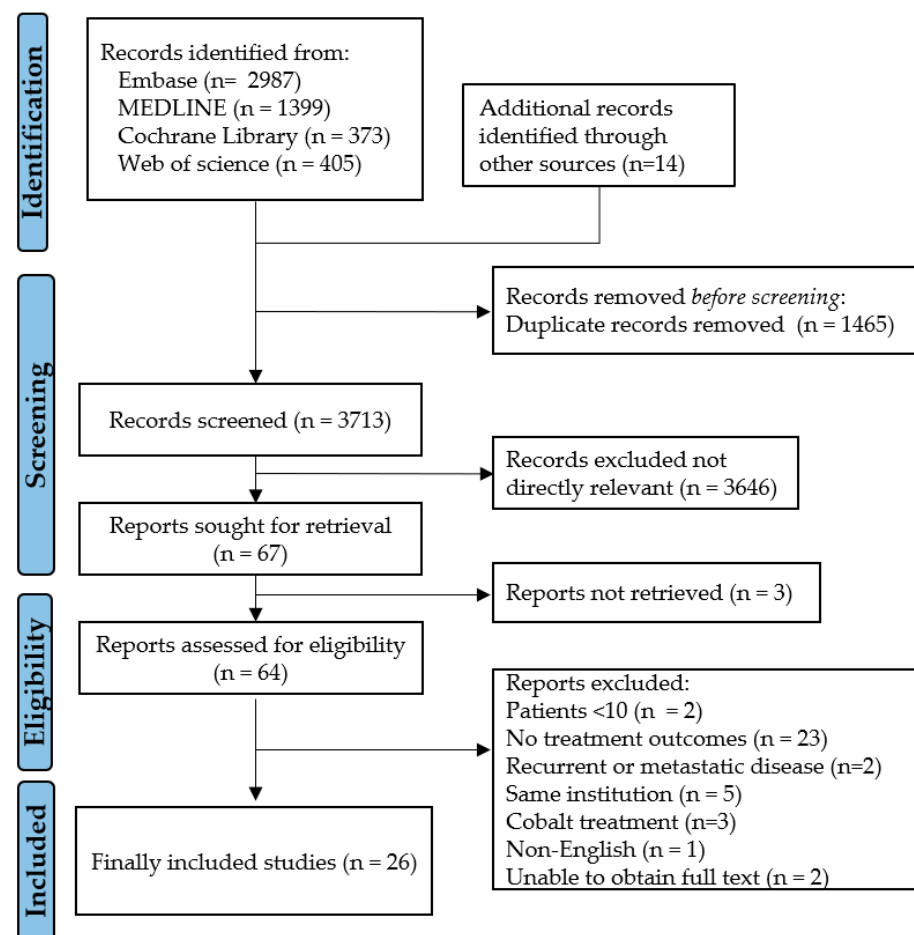 Identification
Records identified from:
Embase (n= 2987)
MEDLINE (n = 1399)
Cochrane Library (n = 373)
Web of science (n = 405)
Additional records
identified through
other sources (n=14)
Screening
Records removed before screening:
Duplicate records removed (n = 1465)
Records screened (n = 3713)
Records excluded not
directly relevant (n = 3646)
Reports sought for retrieval
(n = 67)
Reports not retrieved (n = 3)
Eligibility
Reports assessed for eligibility
(n = 64)
Reports excluded:
Patients <10 (n = 2)
No treatment outcomes (n = 23)
Recurrent or metastatic disease (n=2)
Same institution (n = 5)
Cobalt treatment (n=3)
Non-English (n = 1)
Unable to obtain full text (n = 2)
Included
Finally included studies (n = 26)